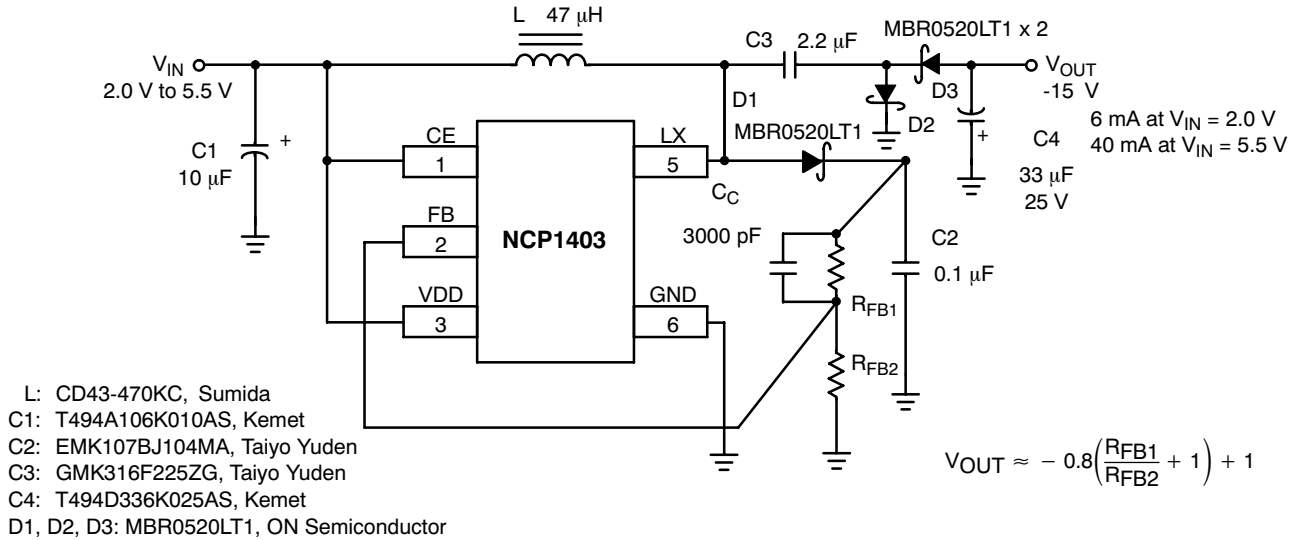 L 47 µH
C3 2.2 µF
MBR0520LT1 x 2
VIN
2.0 V to 5.5 V
VOUT
-15 V
6 mA at VIN = 2.0 V
40 mA at VIN = 5.5 V
D1
D2
D3
MBR0520LT1
C1
10 µF
+
+
C4
33 µF
25 V
CE
1
LX
5
CC
3000 pF
FB
2
NCP1403
C2
0.1 µF
VDD
3
GND
6
RFB1
RFB2
L: CD43-470KC, Sumida
C1: T494A106K010AS, Kemet
C2: EMK107BJ104MA, Taiyo Yuden
C3: GMK316F225ZG, Taiyo Yuden
C4: T494D336K025AS, Kemet
D1, D2, D3: MBR0520LT1, ON Semiconductor
VOUT ≈ − 0.8(RFB1/RFB2 + 1) + 1